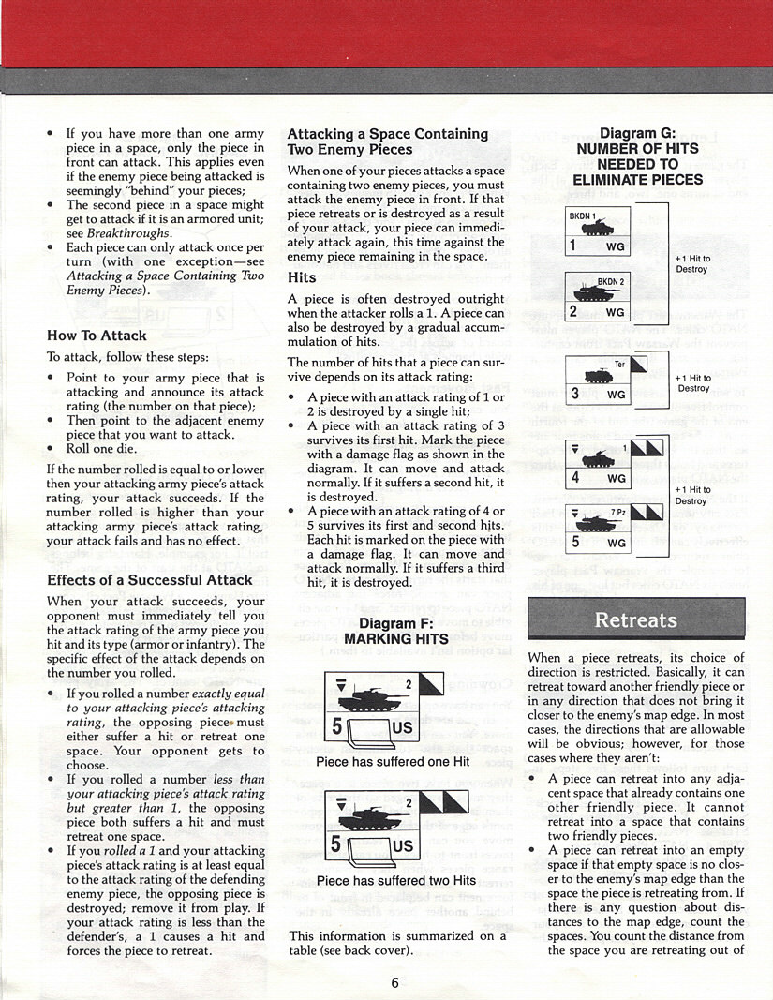 • If you have more than one army
piece in a space, only the piece in
front can attack. This applies even
if the enemy piece being attacked is
seemingly "behind" your pieces;
• The second piece in a space might
get to attack if it is an armored unit;
see Breakthroughs.
• Each piece can only attack once per
turn (with one exception—see
Attacking a Space Containing Two
Enemy Pieces).
How To Attack
To attack, follow these steps:
• Point to your army piece that is
attacking and announce its attack
rating (the number on that piece);
• Then point to the adjacent enemy
piece that you want to attack.
• Roll one die.
If the number rolled is equal to or lower
then your attacking army piece's attack
rating, your attack succeeds. If the
number rolled is higher than your
attacking army piece's attack rating,
your attack fails and has no effect.
Effects of a Successful Attack
When your attack succeeds, your
opponent must immediately tell you
the attack rating of the army piece you
hit and its type (armor or infantry). The
specific effect of the attack depends on
the number you rolled.
• If you rolled a number exactly equal
to your attacking piece's attacking
rating, the opposing piece must
either suffer a hit or retreat one
space. Your opponent gets to
choose.
• If you rolled a number less than
your attacking piece's attack rating
but greater than 1, the opposing
piece both suffers a hit and must
retreat one space.
• If you rolled a 1 and your attacking
piece's attack rating is at least equal
to the attack rating of the defending
enemy piece, the opposing piece is
destroyed; remove it from play. If
your attack rating is less than the
defender's, a 1 causes a hit and
forces the piece to retreat.
Attacking a Space Containing
Two Enemy Pieces
When one of your pieces attacks a space
containing two enemy pieces, you must
attack the enemy piece in front. If that
piece retreats or is destroyed as a result
of your attack, your piece can immedi-
ately attack again, this time against the
enemy piece remaining in the space.
Hits
A piece is often destroyed outright
when the attacker rolls a 1. A piece can
also be destroyed by a gradual accum-
mulation of hits.
The number of hits that a piece can sur-
vive depends on its attack rating:
• A piece with an attack rating of 1 or
2 is destroyed by a single hit;
• A piece with an attack rating of 3
survives its first hit. Mark the piece
with a damage flag as shown in the
diagram. It can move and attack
normally. If it suffers a second hit, it
is destroyed.
• A piece with an attack rating of 4 or
5 survives its first and second hits.
Each hit is marked on the piece with
a damage flag. It can move and
attack normally. If it suffers a third
hit, it is destroyed.
Diagram F:
MARKING HITS
2
5 US
Piece has suffered one Hit
2
5 US
Piece has suffered two Hits
This information is summarized on a
table (see back cover).
Diagram G:
NUMBER OF HITS
NEEDED TO
ELIMINATE PIECES
BKDN 1
1 WG
BKDN 2
2 WG
+1 Hit to
Destroy
Ter
3 WG
+1 Hit to
Destroy
1
4 WG
7 Pz
5 WG
+1 Hit to
Destroy
Retreats
When a piece retreats, its choice of
direction is restricted. Basically, it can
retreat toward another friendly piece or
in any direction that does not bring it
closer to the enemy's map edge. In most
cases, the directions that are allowable
will be obvious; however, for those
cases where they aren't:
• A piece can retreat into any adja-
cent space that already contains one
other friendly piece. It cannot
retreat into a space that contains
two friendly pieces.
• A piece can retreat into an empty
space if that empty space is no clos-
er to the enemy's map edge than the
space the piece is retreating from. If
there is any question about dis-
tances to the map edge, count the
spaces. You count the distance from
the space you are retreating out of
6